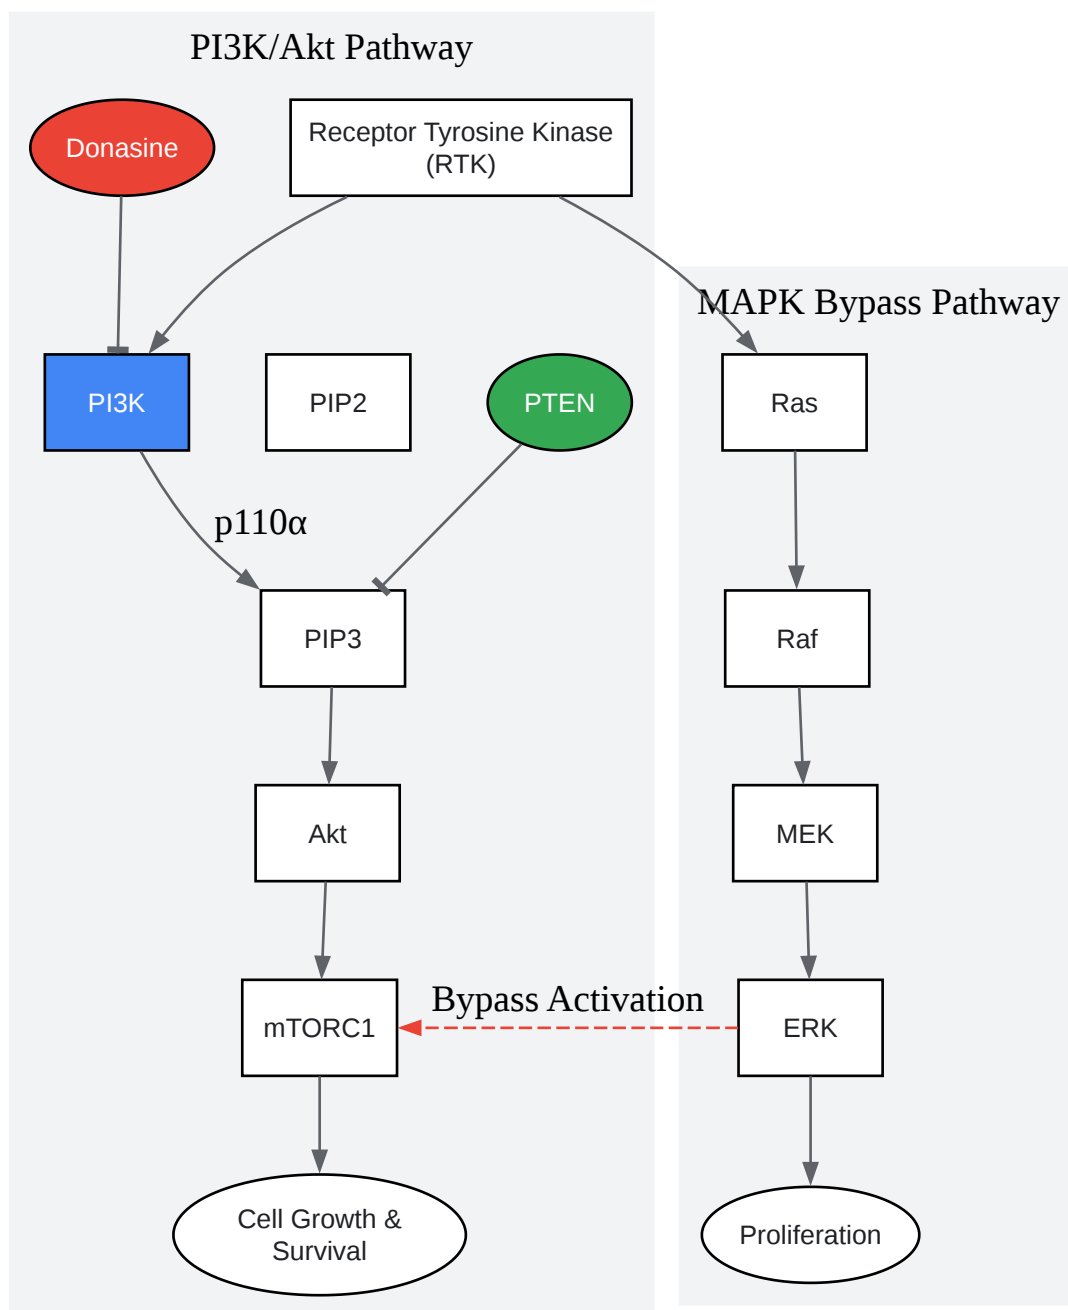 PI3K/Akt Pathway
Donasine
Receptor Tyrosine Kinase
(RTK)
MAPK Bypass Pathway
PI3K
PIP2
PTEN
Ras
p110α
PIP3
Raf
Akt
MEK
Bypass Activation
mTORC1
ERK
Cell Growth &
Survival
Proliferation